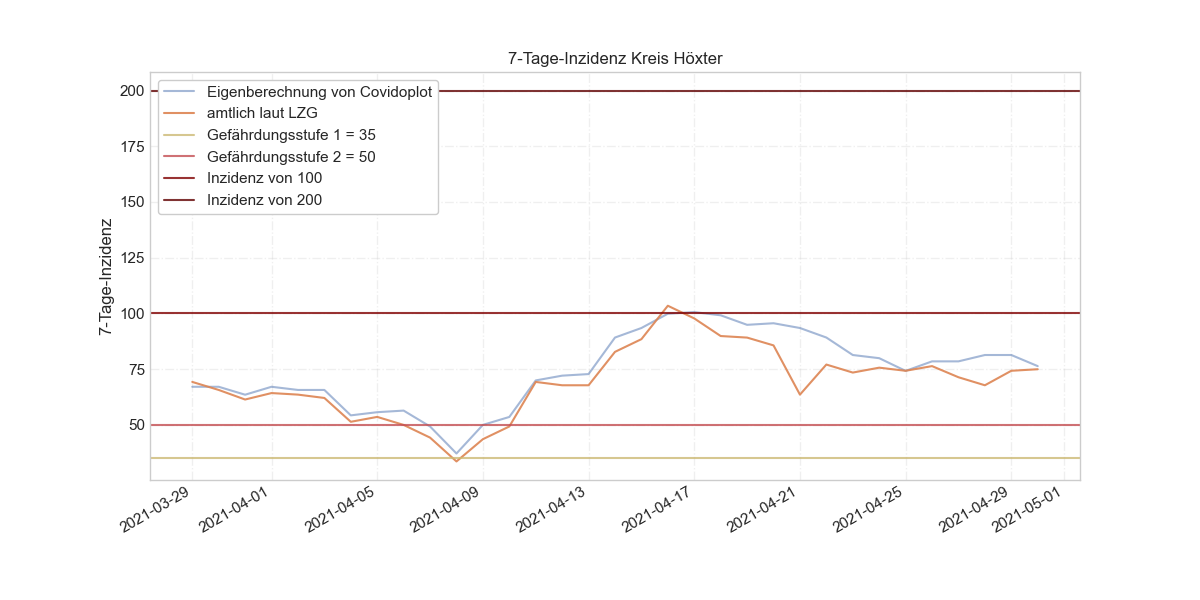 7-Tage-Inzidenz Kreis Höxter
Eigenberechnung von Covidoplot
amtlich laut LZG
Gefährdungsstufe 1 = 35
Gefährdungsstufe 2 = 50
Inzidenz von 100
Inzidenz von 200
7-Tage-Inzidenz
200
175
150
125
100
75
50
2021-03-29
2021-04-01
2021-04-05
2021-04-09
2021-04-13
2021-04-17
2021-04-21
2021-04-25
2021-04-29
2021-05-01